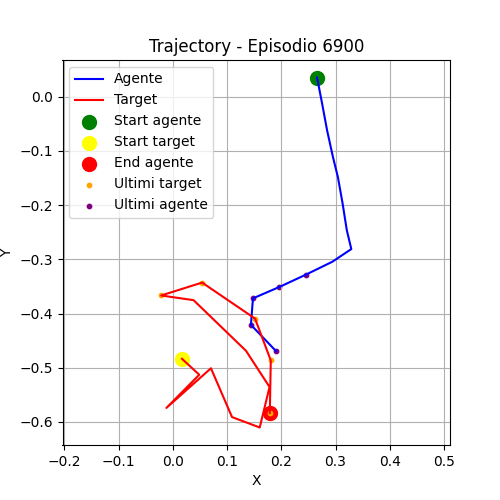 Trajectory - Episodio 6900
Agente
Target
Start agente
Start target
End agente
Ultimi target
Ultimi agente
0.0
−0.1
−0.2
−0.3
−0.4
−0.5
−0.6
Y
−0.2 −0.1 0.0 0.1 0.2 0.3 0.4 0.5
X